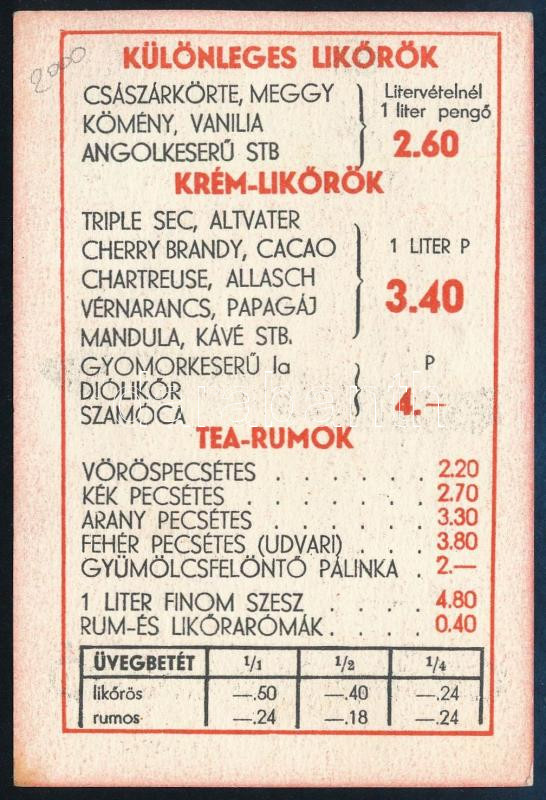 2000
KÜLÖNLEGES LIKŐRÖK
CSÁSZÁRKÖRTE, MEGGY
KÖMÉNY, VANILIA
ANGOLKESERŰ STB
Litervételnél
1 liter pengő
2.60
KRÉM-LIKŐRÖK
TRIPLE SEC, ALTVATER
CHERRY BRANDY, CACAO
CHARTREUSE, ALLASCH
VÉRNARANCS, PAPAGÁJ
MANDULA, KÁVÉ STB.
1 LITER P
3.40
GYOMORKESERŰ Ia
DIÓLIKŐR
SZAMÓCA
P
4.—
TEA-RUMOK
VÖRÖSPECSÉTES . . . . . . 2.20
KÉK PECSÉTES . . . . . . 2.70
ARANY PECSÉTES . . . . . 3.30
FEHÉR PECSÉTES (UDVARI) . . . 3.80
GYÜMÖLCSFELÖNTŐ PÁLINKA . 2.—
1 LITER FINOM SZESZ . . . . 4.80
RUM-ÉS LIKŐRARÓMÁK . . . . 0.40
ÜVEGBETÉT 1/1 1/2 1/4
likőrös —.50 —.40 —.24
rumos —.24 —.18 —.24